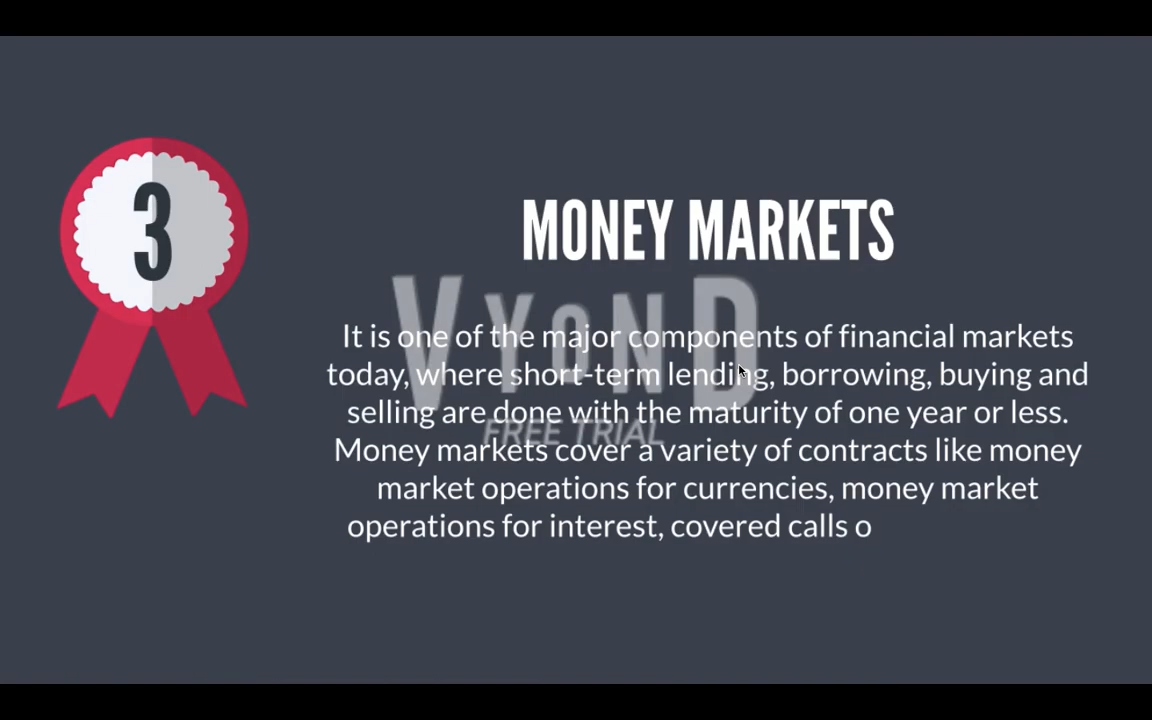 3
MONEY MARKETS
VYOND
FREE TRIAL
It is one of the major components of financial markets
today, where short-term lending, borrowing, buying and
selling are done with the maturity of one year or less.
Money markets cover a variety of contracts like money
market operations for currencies, money market
operations for interest, covered calls o